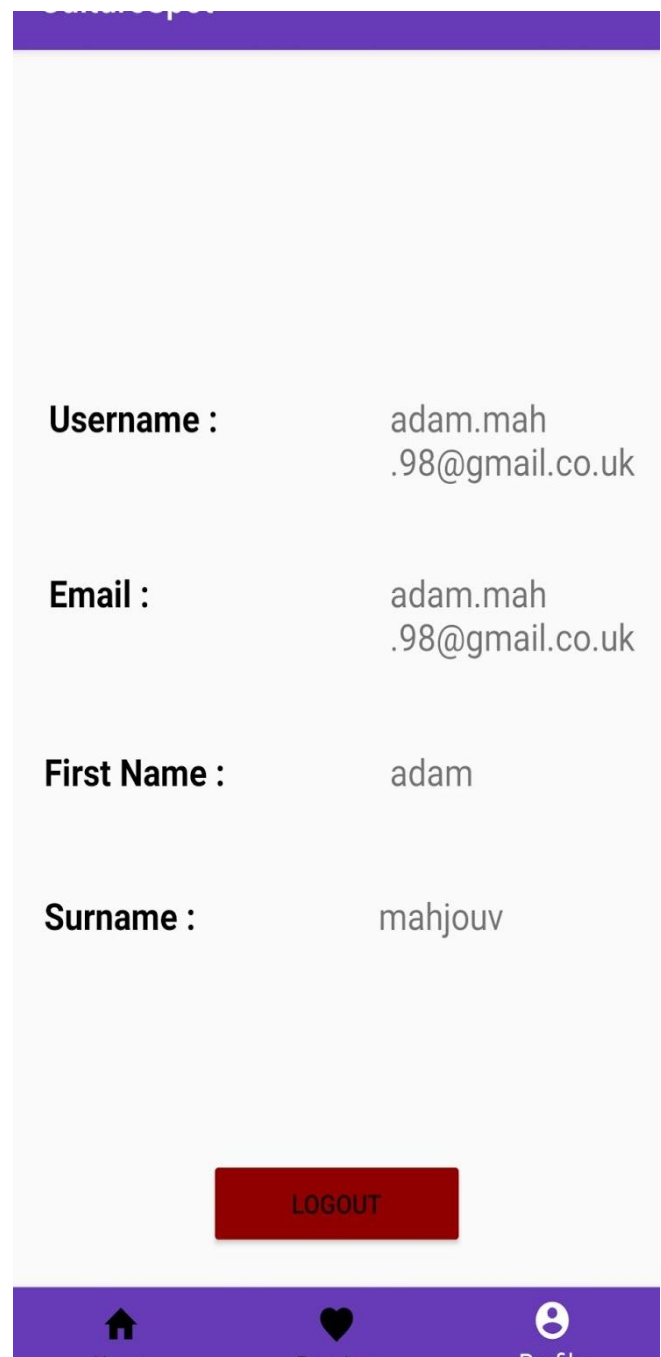 Username :
adam.mah
.98@gmail.co.uk
Email :
adam.mah
.98@gmail.co.uk
First Name :
adam
Surname :
mahjouv
LOGOUT
Profile